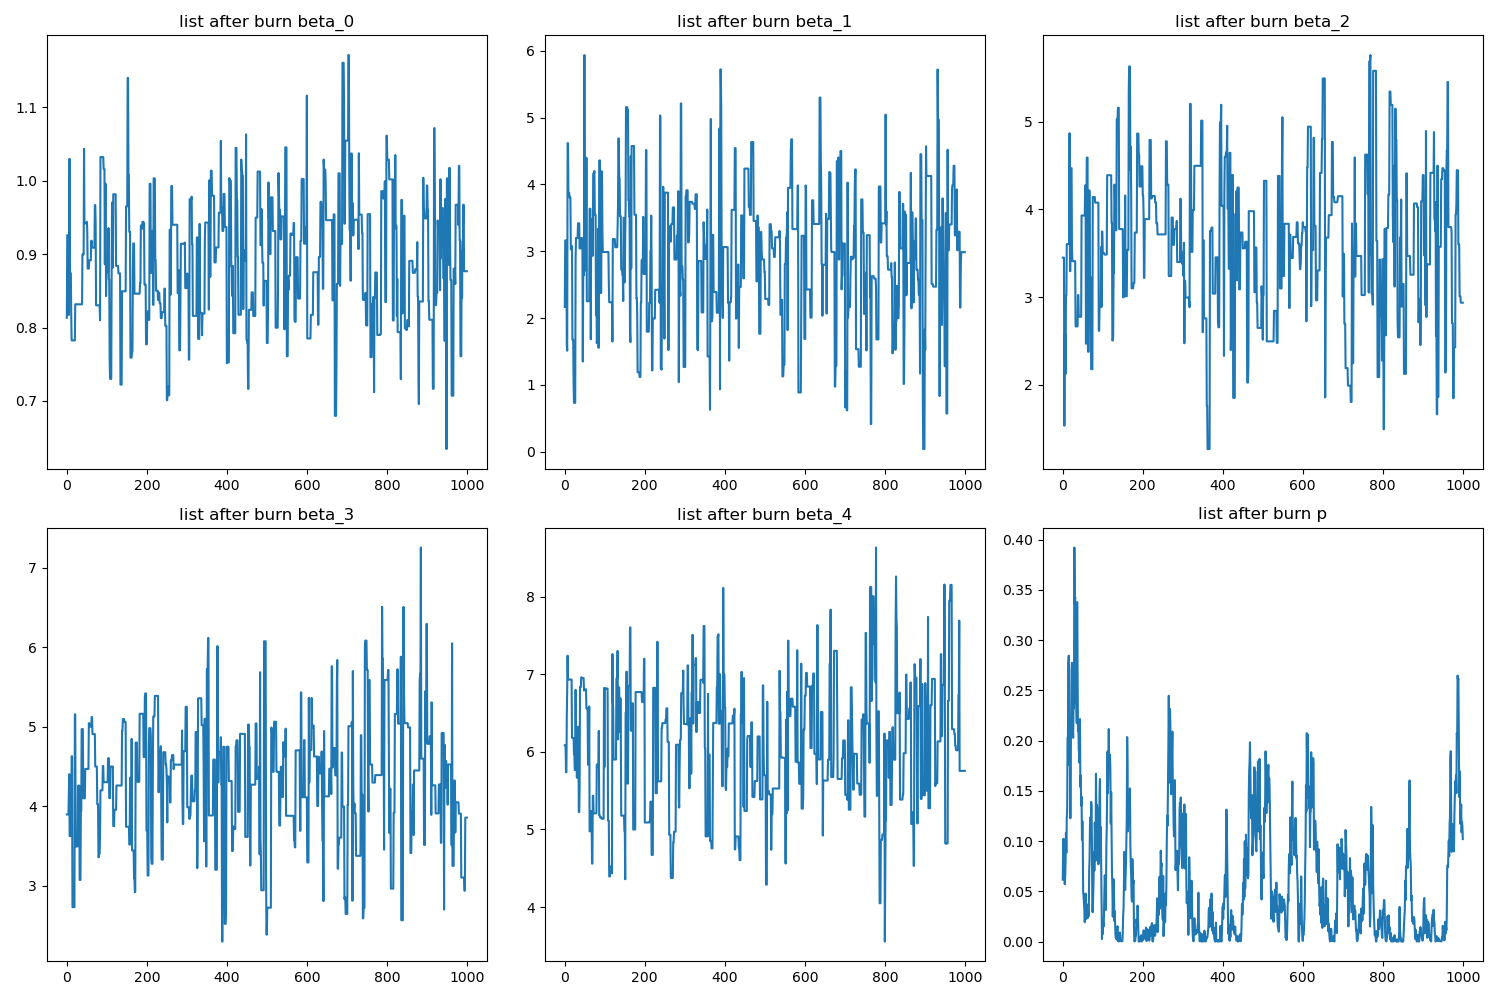 list after burn beta_0
list after burn beta_1
list after burn beta_2
1.1
1.0
0.9
0.8
0.7
0 200 400 600 800 1000
6
5
4
3
2
1
0
0 200 400 600 800 1000
5
4
3
2
0 200 400 600 800 1000
list after burn beta_3
list after burn beta_4
list after burn p
7
6
5
4
3
0 200 400 600 800 1000
8
7
6
5
4
0 200 400 600 800 1000
0.40
0.35
0.30
0.25
0.20
0.15
0.10
0.05
0.00
0 200 400 600 800 1000